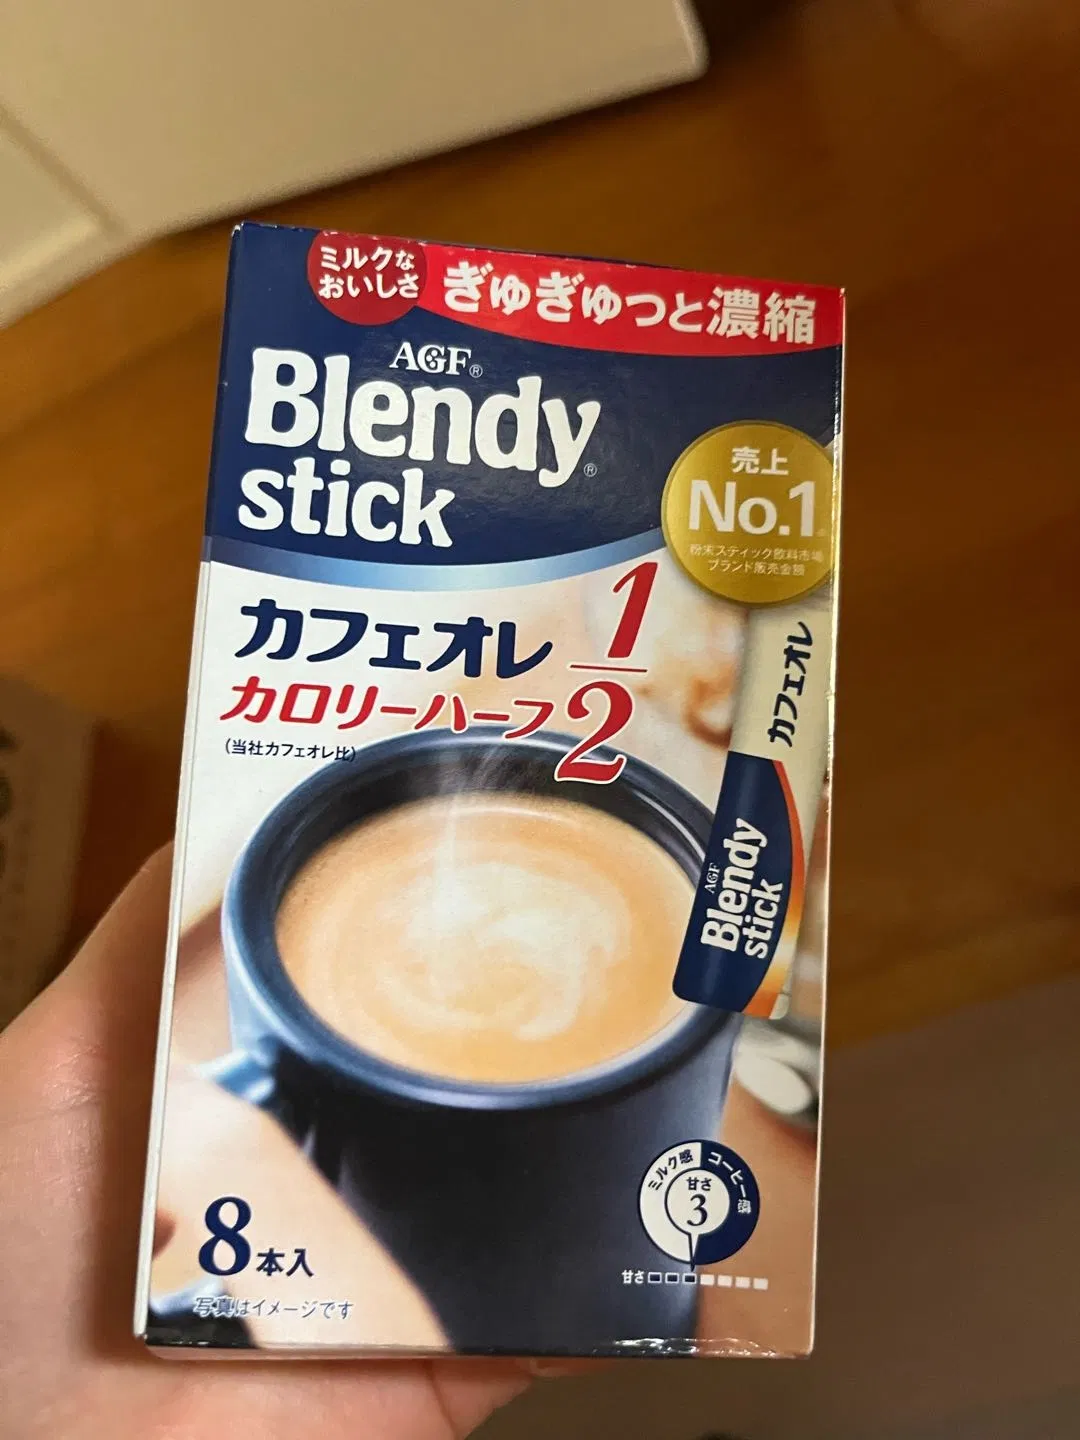 ミルクな
おいしさ
ぎゅぎゅっと濃縮
AGF®
Blendy®
stick
売上
No.1
粉末スティック飲料市場
ブランド販売金額
カフェオレ
カロリーハーフ
1/2
(当社カフェオレ比)
カフェオレ
AGF
Blendy
stick
ミルク感
コーヒー感
甘さ
3
甘さ
8本入
写真はイメージです